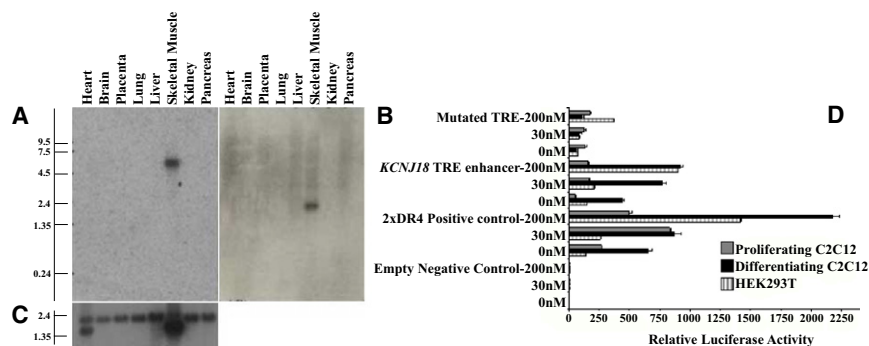 Heart
Brain
Placenta
Lung
Liver
Skeletal Muscle
Kidney
Pancreas
Heart
Brain
Placenta
Lung
Liver
Skeletal Muscle
Kidney
Pancreas
A
9.5
7.5
4.5
2.4
1.35
0.24
B
C
2.4
1.35
D
Mutated TRE-200nM
30nM
0nM
KCNJ18 TRE enhancer-200nM
30nM
0nM
2xDR4 Positive control-200nM
30nM
0nM
Empty Negative Control-200nM
30nM
0nM
Proliferating C2C12
Differentiating C2C12
HEK293T
0 250 500 750 1000 1250 1500 1750 2000 2250
Relative Luciferase Activity